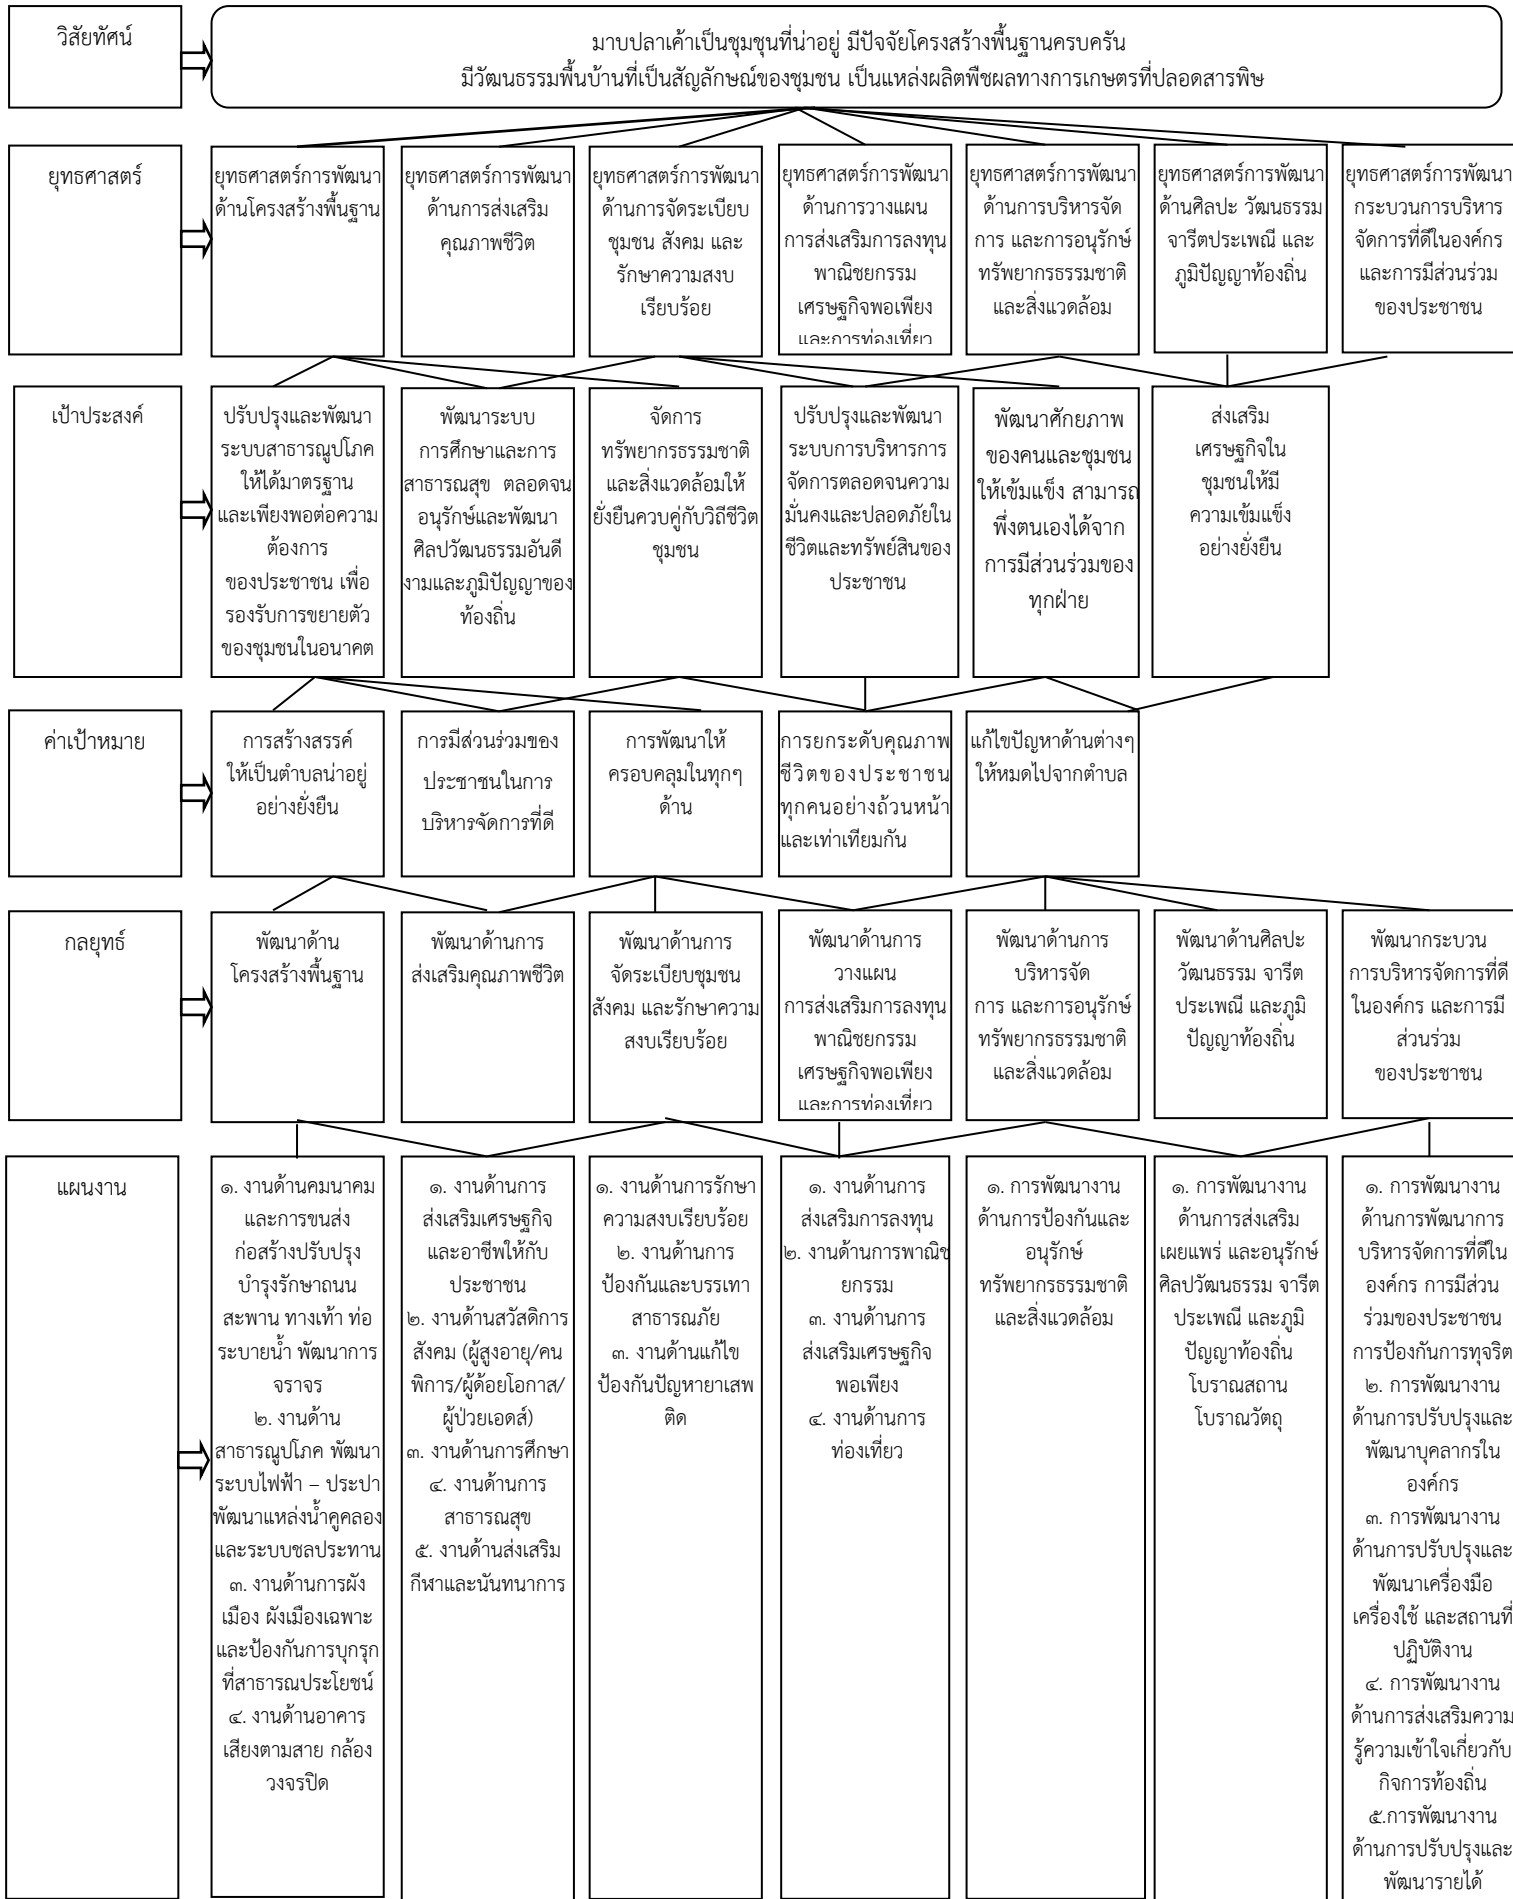 วิสัยทัศน์
มาบปลาเค้าเป็นชุมชุนที่น่าอยู่ มีปัจจัยโครงสร้างพื้นฐานครบครัน
มีวัฒนธรรมพื้นบ้านที่เป็นสัญลักษณ์ของชุมชน เป็นแหล่งผลิตพืชผลทางการเกษตรที่ปลอดสารพิษ
ยุทธศาสตร์
ยุทธศาสตร์การพัฒนา
ด้านโครงสร้างพื้นฐาน
ยุทธศาสตร์การพัฒนา
ด้านการส่งเสริม
คุณภาพชีวิต
ยุทธศาสตร์การพัฒนา
ด้านการจัดระเบียบ
ชุมชน สังคม และ
รักษาความสงบ
เรียบร้อย
ยุทธศาสตร์การพัฒนา
ด้านการวางแผน
การส่งเสริมการลงทุน
พาณิชยกรรม
เศรษฐกิจพอเพียง
และการท่องเที่ยว
ยุทธศาสตร์การพัฒนา
ด้านการบริหารจัด
การ และการอนุรักษ์
ทรัพยากรธรรมชาติ
และสิ่งแวดล้อม
ยุทธศาสตร์การพัฒนา
ด้านศิลปะ วัฒนธรรม
จารีตประเพณี และ
ภูมิปัญญาท้องถิ่น
ยุทธศาสตร์การพัฒนา
กระบวนการบริหาร
จัดการที่ดีในองค์กร
และการมีส่วนร่วม
ของประชาชน
เป้าประสงค์
ปรับปรุงและพัฒนา
ระบบสาธารณูปโภค
ให้ได้มาตรฐาน
และเพียงพอต่อความ
ต้องการ
ของประชาชน เพื่อ
รองรับการขยายตัว
ของชุมชนในอนาคต
พัฒนาระบบ
การศึกษาและการ
สาธารณสุข ตลอดจน
อนุรักษ์และพัฒนา
ศิลปวัฒนธรรมอันดี
งามและภูมิปัญญาของ
ท้องถิ่น
จัดการ
ทรัพยากรธรรมชาติ
และสิ่งแวดล้อมให้
ยั่งยืนควบคู่กับวิถีชีวิต
ชุมชน
ปรับปรุงและพัฒนา
ระบบการบริหารการ
จัดการตลอดจนความ
มั่นคงและปลอดภัยใน
ชีวิตและทรัพย์สินของ
ประชาชน
พัฒนาศักยภาพ
ของคนและชุมชน
ให้เข้มแข็ง สามารถ
พึ่งตนเองได้จาก
การมีส่วนร่วมของ
ทุกฝ่าย
ส่งเสริม
เศรษฐกิจใน
ชุมชนให้มี
ความเข้มแข็ง
อย่างยั่งยืน
ค่าเป้าหมาย
การสร้างสรรค์
ให้เป็นตำบลน่าอยู่
อย่างยั่งยืน
การมีส่วนร่วมของ
ประชาชนในการ
บริหารจัดการที่ดี
การพัฒนาให้
ครอบคลุมในทุกๆ
ด้าน
การยกระดับคุณภาพ
ชีวิตของประชาชน
ทุกคนอย่างถ้วนหน้า
และเท่าเทียมกัน
แก้ไขปัญหาด้านต่างๆ
ให้หมดไปจากตำบล
กลยุทธ์
พัฒนาด้าน
โครงสร้างพื้นฐาน
พัฒนาด้านการ
ส่งเสริมคุณภาพชีวิต
พัฒนาด้านการ
จัดระเบียบชุมชน
สังคม และรักษาความ
สงบเรียบร้อย
พัฒนาด้านการ
วางแผน
การส่งเสริมการลงทุน
พาณิชยกรรม
เศรษฐกิจพอเพียง
และการท่องเที่ยว
พัฒนาด้านการ
บริหารจัด
การ และการอนุรักษ์
ทรัพยากรธรรมชาติ
และสิ่งแวดล้อม
พัฒนาด้านศิลปะ
วัฒนธรรม จารีต
ประเพณี และภูมิ
ปัญญาท้องถิ่น
พัฒนากระบวน
การบริหารจัดการที่ดี
ในองค์กร และการมี
ส่วนร่วม
ของประชาชน
แผนงาน
๑. งานด้านคมนาคม
และการขนส่ง
ก่อสร้างปรับปรุง
บำรุงรักษาถนน
สะพาน ทางเท้า ท่อ
ระบายน้ำ พัฒนาการ
จราจร
๒. งานด้าน
สาธารณูปโภค พัฒนา
ระบบไฟฟ้า – ประปา
พัฒนาแหล่งน้ำคูคลอง
และระบบชลประทาน
๓. งานด้านการผัง
เมือง ผังเมืองเฉพาะ
และป้องกันการบุกรุก
ที่สาธารณประโยชน์
๔. งานด้านอาคาร
เสียงตามสาย กล้อง
วงจรปิด
๑. งานด้านการ
ส่งเสริมเศรษฐกิจ
และอาชีพให้กับ
ประชาชน
๒. งานด้านสวัสดิการ
สังคม (ผู้สูงอายุ/คน
พิการ/ผู้ด้อยโอกาส/
ผู้ป่วยเอดส์)
๓. งานด้านการศึกษา
๔. งานด้านการ
สาธารณสุข
๕. งานด้านส่งเสริม
กีฬาและนันทนาการ
๑. งานด้านการรักษา
ความสงบเรียบร้อย
๒. งานด้านการ
ป้องกันและบรรเทา
สาธารณภัย
๓. งานด้านแก้ไข
ป้องกันปัญหายาเสพ
ติด
๑. งานด้านการ
ส่งเสริมการลงทุน
๒. งานด้านการพาณิช
ยกรรม
๓. งานด้านการ
ส่งเสริมเศรษฐกิจ
พอเพียง
๔. งานด้านการ
ท่องเที่ยว
๑. การพัฒนางาน
ด้านการป้องกันและ
อนุรักษ์
ทรัพยากรธรรมชาติ
และสิ่งแวดล้อม
๑. การพัฒนางาน
ด้านการส่งเสริม
เผยแพร่ และอนุรักษ์
ศิลปวัฒนธรรม จารีต
ประเพณี และภูมิ
ปัญญาท้องถิ่น
โบราณสถาน
โบราณวัตถุ
๑. การพัฒนางาน
ด้านการพัฒนาการ
บริหารจัดการที่ดีใน
องค์กร การมีส่วน
ร่วมของประชาชน
การป้องกันการทุจริต
๒. การพัฒนางาน
ด้านการปรับปรุงและ
พัฒนาบุคลากรใน
องค์กร
๓. การพัฒนางาน
ด้านการปรับปรุงและ
พัฒนาเครื่องมือ
เครื่องใช้ และสถานที่
ปฏิบัติงาน
๔. การพัฒนางาน
ด้านการส่งเสริมความ
รู้ความเข้าใจเกี่ยวกับ
กิจการท้องถิ่น
๕.การพัฒนางาน
ด้านการปรับปรุงและ
พัฒนารายได้